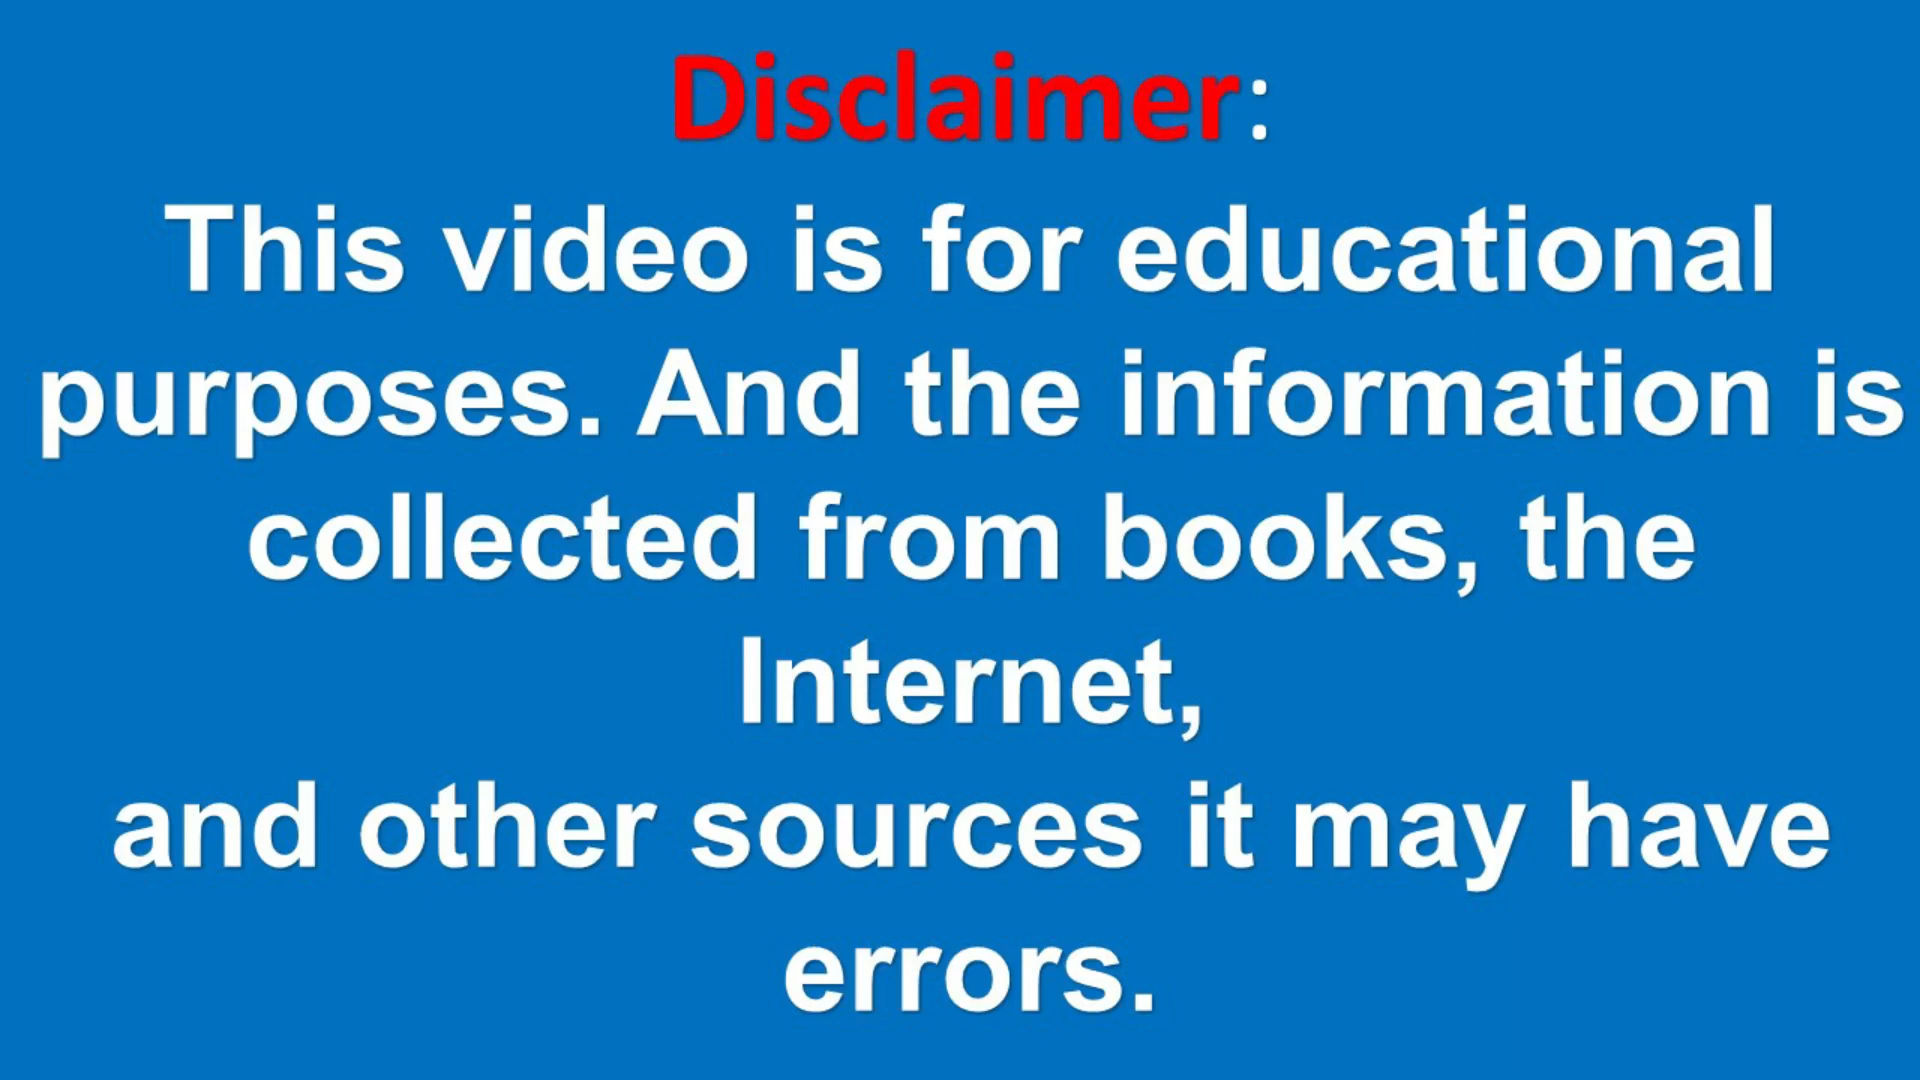 Disclaimer:
This video is for educational
purposes. And the information is
collected from books, the
Internet,
and other sources it may have
errors.